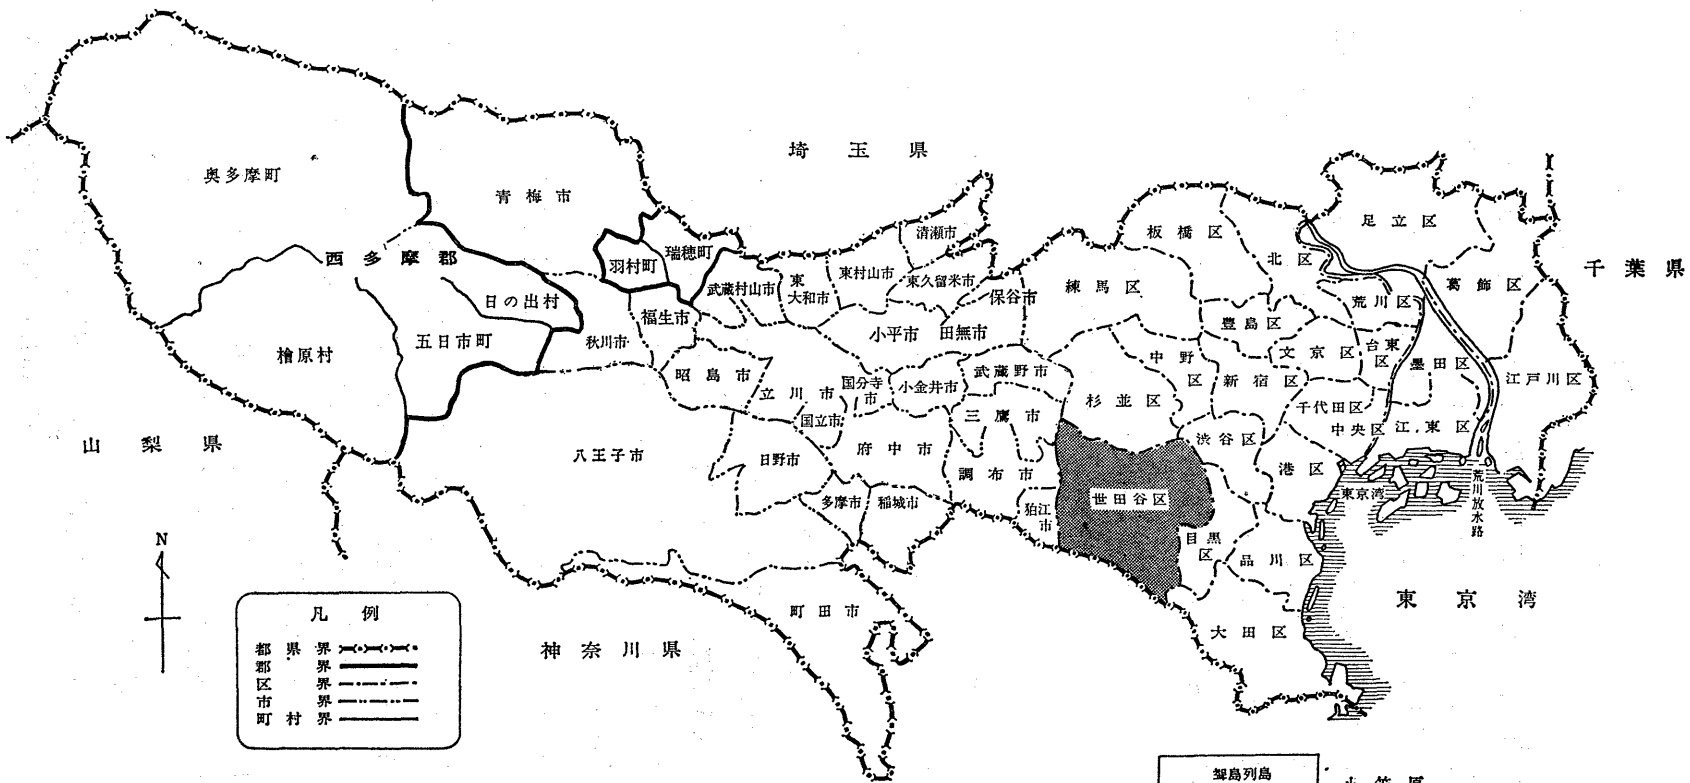 埼玉県
奥多摩町
青梅市
西多摩郡
瑞穂町
羽村町
日の出村
五日市町
檜原村
福生市
秋川市
武蔵村山市
東
大和市
東村山市
清瀬市
東久留米市
保谷市
小平市
田無市
昭島市
立川市
国分寺
市
小金井市
武蔵野市
国立市
三鷹市
府中市
調布市
日野市
八王子市
多摩市
稲城市
狛江
市
町田市
板橋区
北区
足立区
練馬区
荒川区
葛飾区
豊島区
文京区
台東
区
墨田区
江戸川区
中野
区
新宿区
千代田区
杉並区
中央区
江東区
渋谷区
港区
世田谷区
目黒
区
品川区
大田区
東京湾
荒川放水路
東京湾
千葉県
山梨県
神奈川県
N
凡例
都県界
郡界
区界
市界
町村界
聟島列島
小笠原